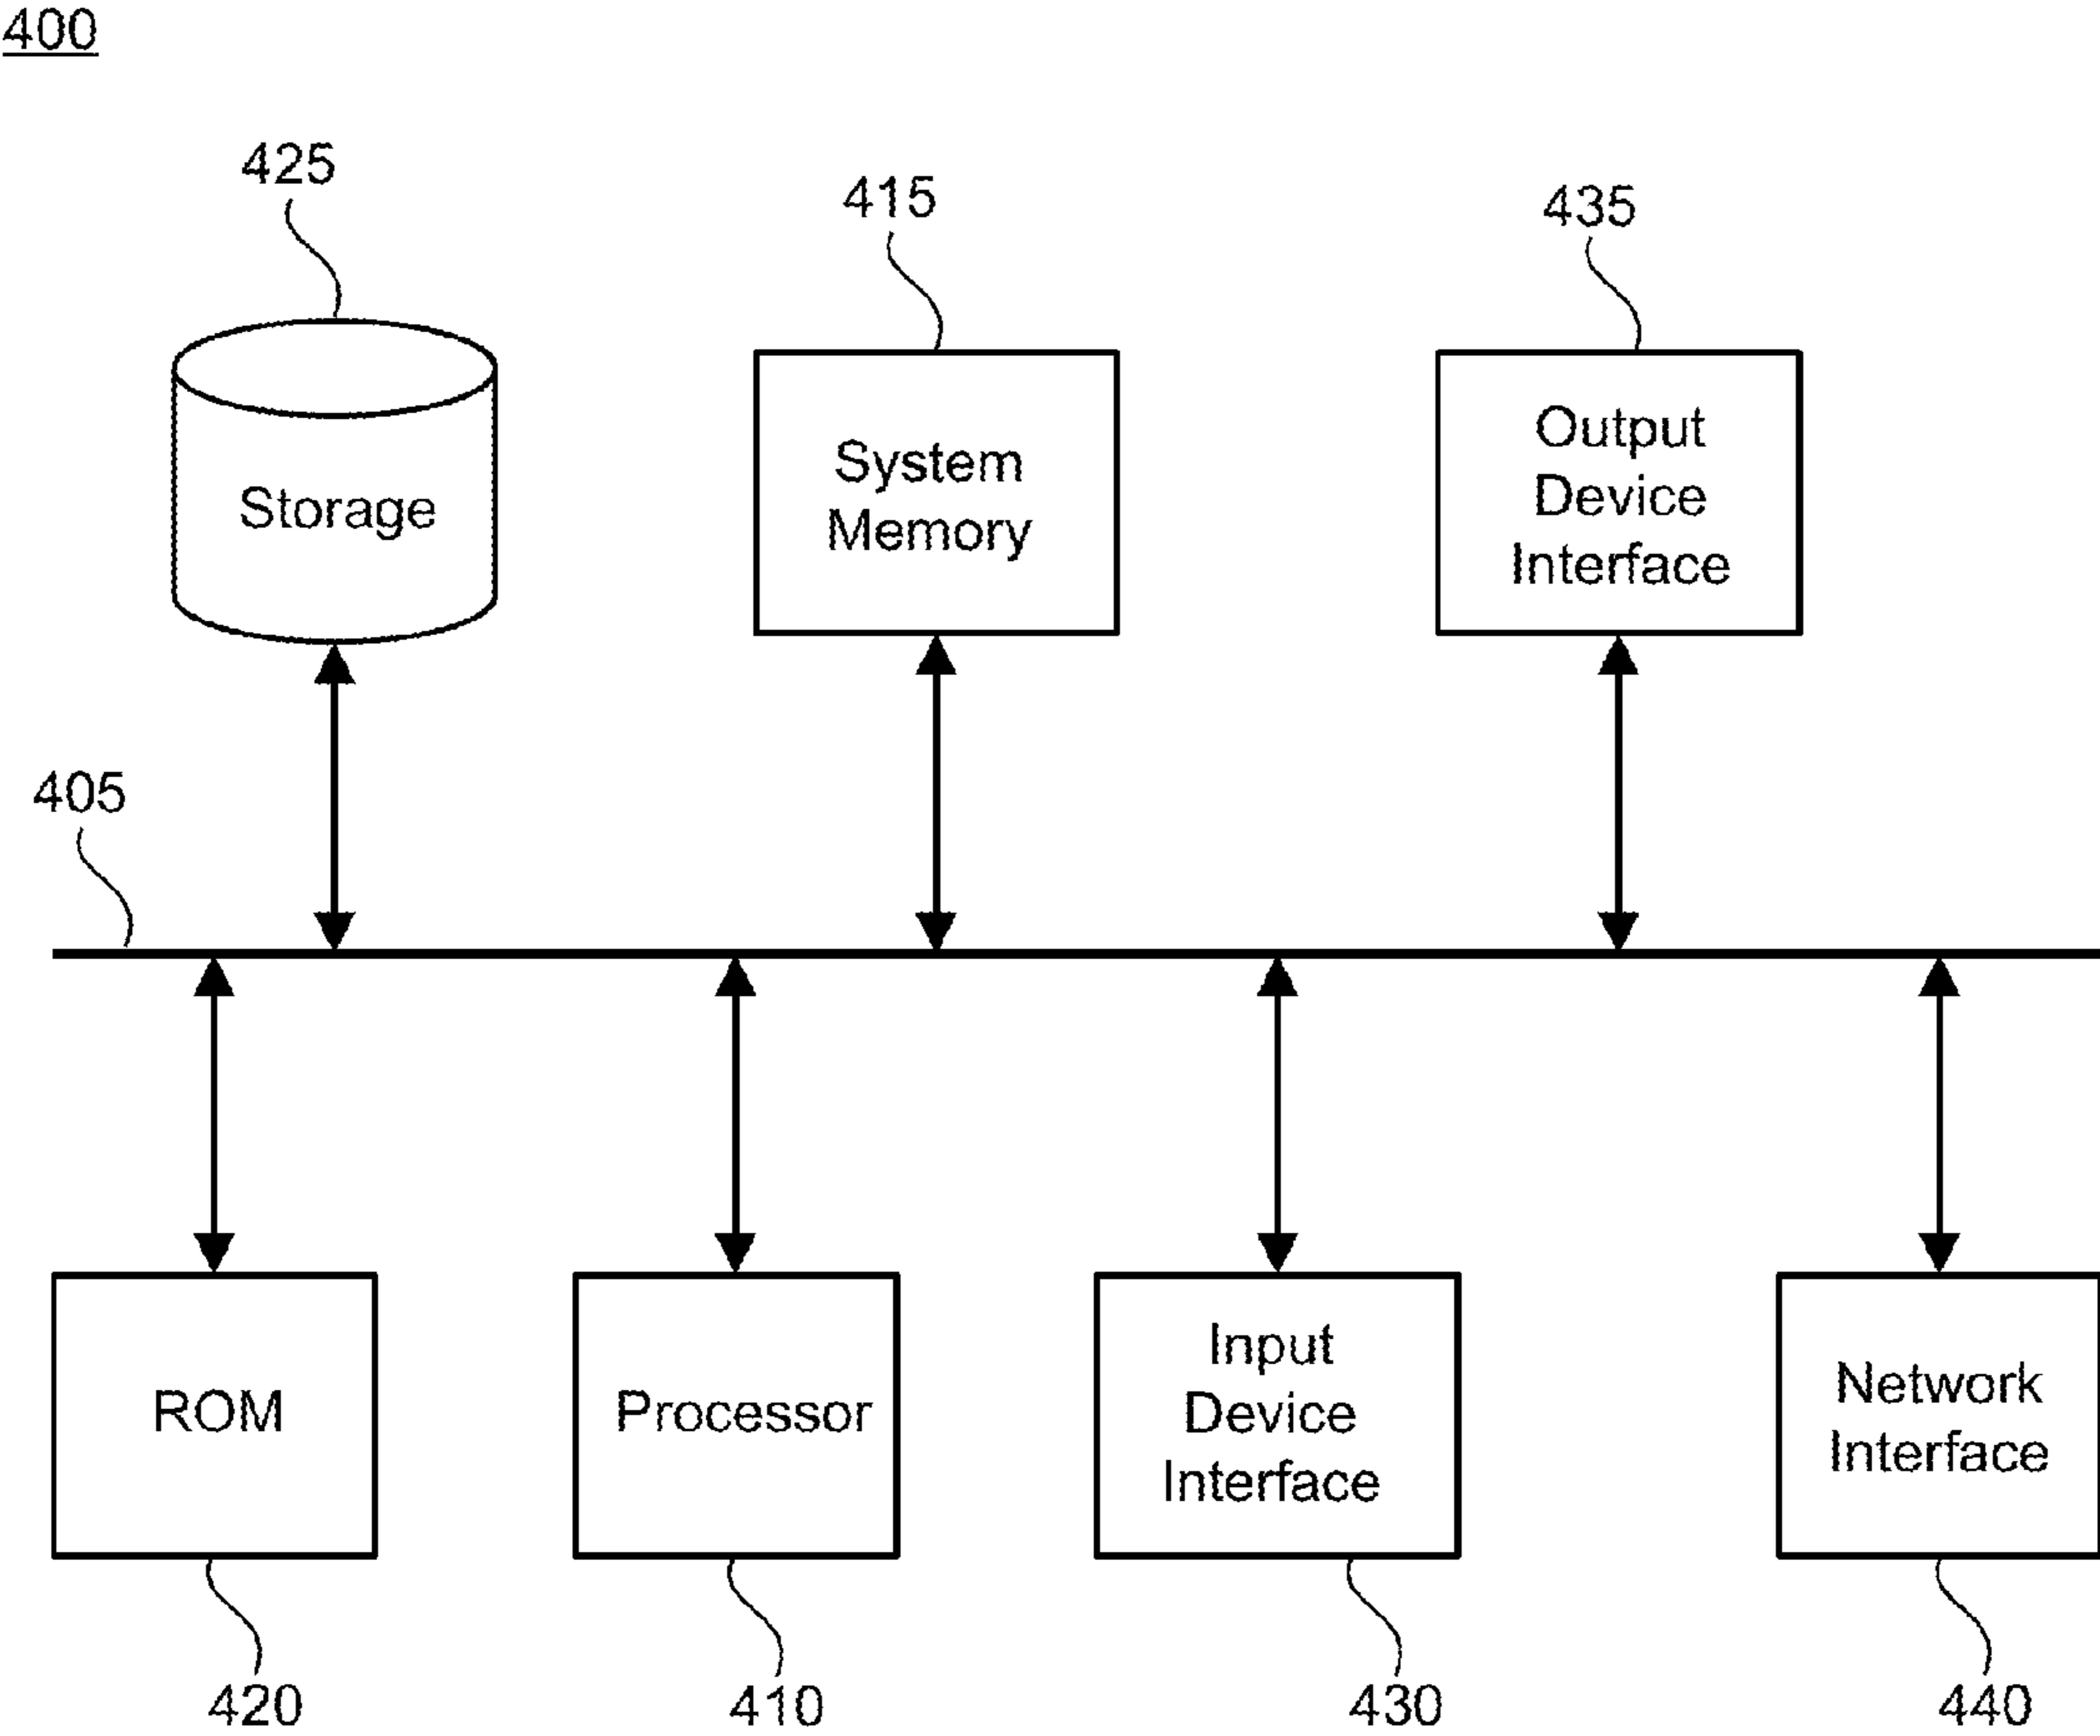 400
425
415
435
Storage
System
Memory
Output
Device
Interface
405
ROM
Processor
Input
Device
Interface
Network
Interface
420
410
430
440